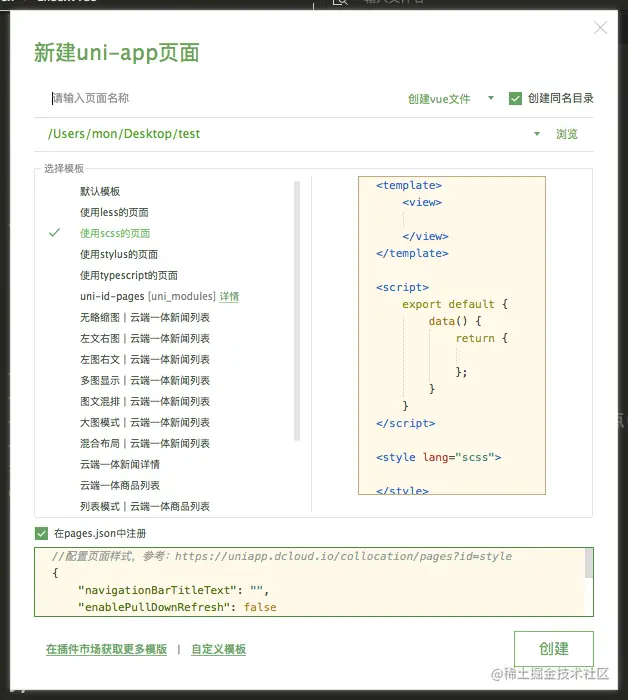 新建uni-app页面
请输入页面名称 创建vue文件 创建同名目录
/Users/mon/Desktop/test 浏览
选择模板
默认模板
使用less的页面
使用scss的页面
使用stylus的页面
使用typescript的页面
uni-id-pages [uni_modules] 详情
无略缩图 | 云端一体新闻列表
左文右图 | 云端一体新闻列表
左图右文 | 云端一体新闻列表
多图显示 | 云端一体新闻列表
图文混排 | 云端一体新闻列表
大图模式 | 云端一体新闻列表
混合布局 | 云端一体新闻列表
云端一体新闻详情
云端一体商品列表
列表模式 | 云端一体商品列表
<template>
<view>
</view>
</template>
<script>
export default {
data() {
return {
};
}
}
</script>
<style lang="scss">
</style>
在pages.json中注册
//配置页面样式，参考：https://uniapp.dcloud.io/collocation/pages?id=style
{
"navigationBarTitleText": "",
"enablePullDownRefresh": false
在插件市场获取更多模版 | 自定义模板
创建
@稀土掘金技术社区